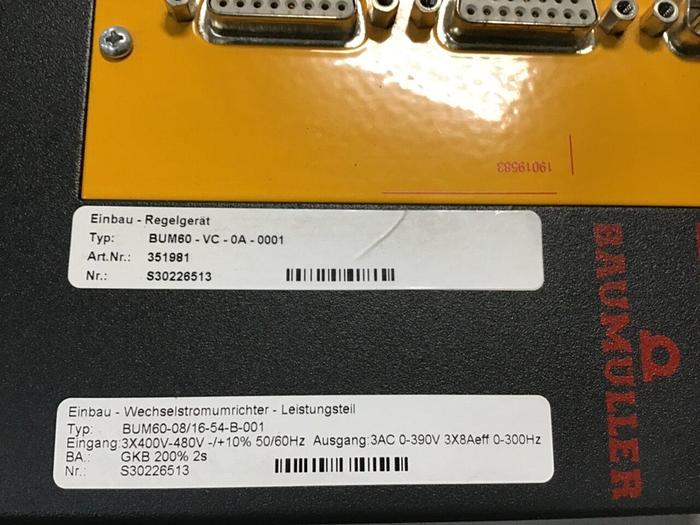 19019583
Einbau - Regelgerät
Typ: BUM60 - VC - 0A - 0001
Art.Nr.: 351981
Nr.: S30226513
BAUMULLER
Einbau - Wechselstromumrichter - Leistungsteil
Typ: BUM60-08/16-54-B-001
Eingang:3X400V-480V -/+10% 50/60Hz Ausgang:3AC 0-390V 3X8Aeff 0-300Hz
BA.: GKB 200% 2s
Nr.: S30226513